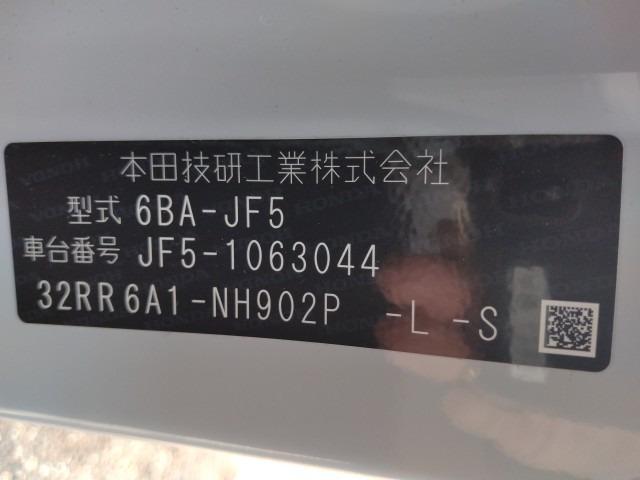 本田技研工業株式会社
型式 6BA-JF5
車台番号 JF5-1063044
32RR6A1-NH902P -L -S